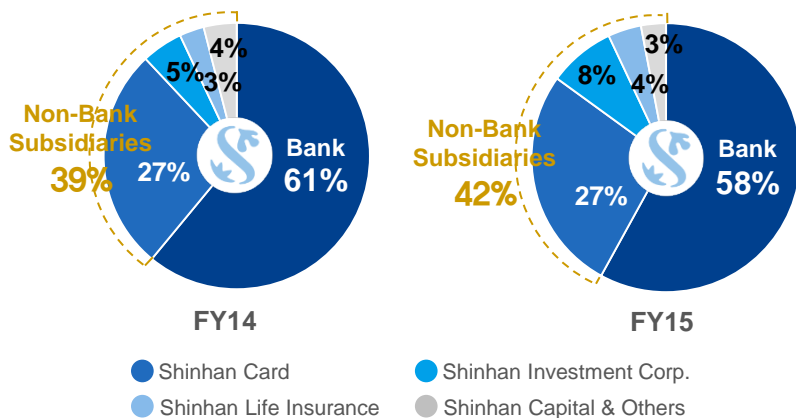 4%
5%
3%
Non-Bank
Subsidiaries
39%
27%
Bank
61%
FY14
3%
8%
4%
Non-Bank
Subsidiaries
42%
27%
Bank
58%
FY15
Shinhan Card
Shinhan Investment Corp.
Shinhan Life Insurance
Shinhan Capital & Others